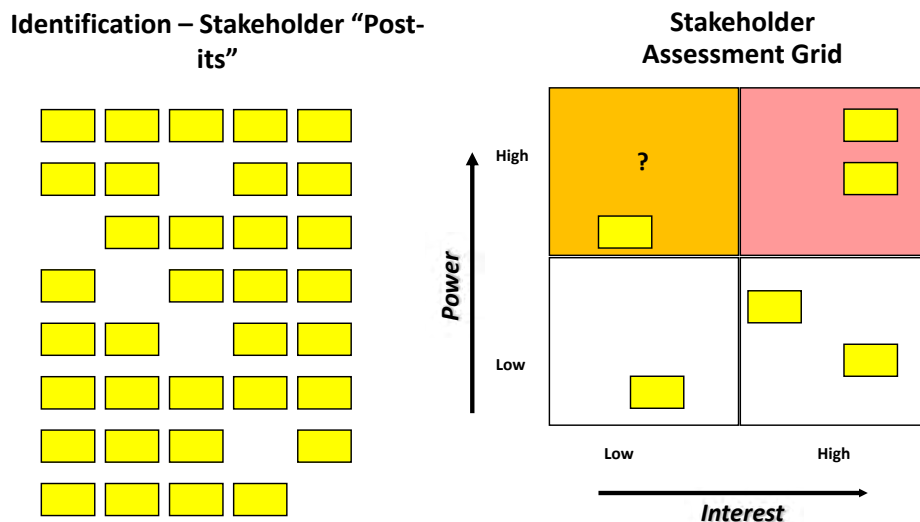 Identification – Stakeholder “Post-
its”
Stakeholder
Assessment Grid
High
?
Power
Low
Low
High
Interest